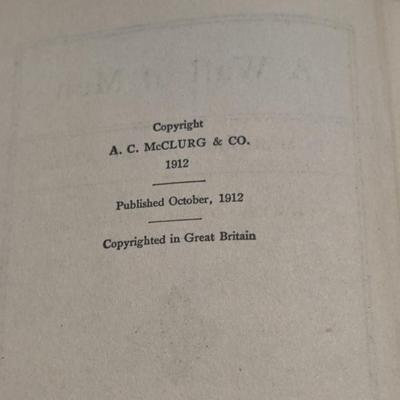 Copyright
A. C. McCLURG & CO.
1912
Published October, 1912
Copyrighted in Great Britain